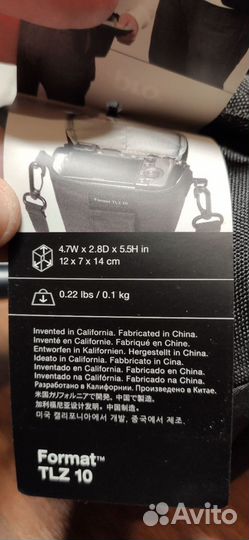 Format TLZ 10
4.7W x 2.8D x 5.5H in
12 x 7 x 14 cm
0.22 lbs / 0.1 kg
Invented in California. Fabricated in China.
Inventé en Californie. Fabriqué en Chine.
Entworfen in Kalifornien. Hergestellt in China.
Ideato in California. Fabbricato in Cina
Inventado en California. Fabricado en China.
Inventado na Califórnia. Fabricado na China.
Разработано в Калифорнии. Произведено в Китае.
米国カリフォルニアで開発、中国で製造。
加利福尼亚设计发明。中国制造。
미국 캘리포니아에서 개발, 중국에서 제조.
Format™
TLZ 10
Avito